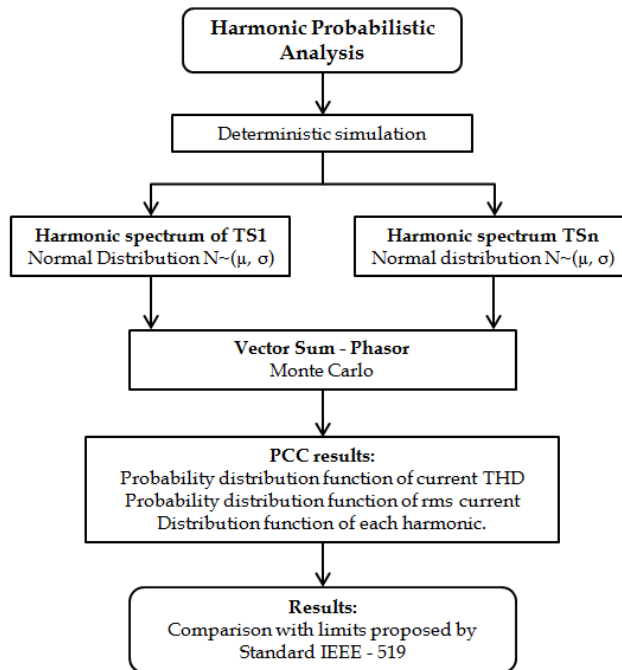 Harmonic Probabilistic
Analysis
Deterministic simulation
Harmonic spectrum of TS1
Normal Distribution N~(μ, σ)
Harmonic spectrum TSn
Normal distribution N~(μ, σ)
Vector Sum - Phasor
Monte Carlo
PCC results:
Probability distribution function of current THD
Probability distribution function of rms current
Distribution function of each harmonic.
Results:
Comparison with limits proposed by
Standard IEEE - 519